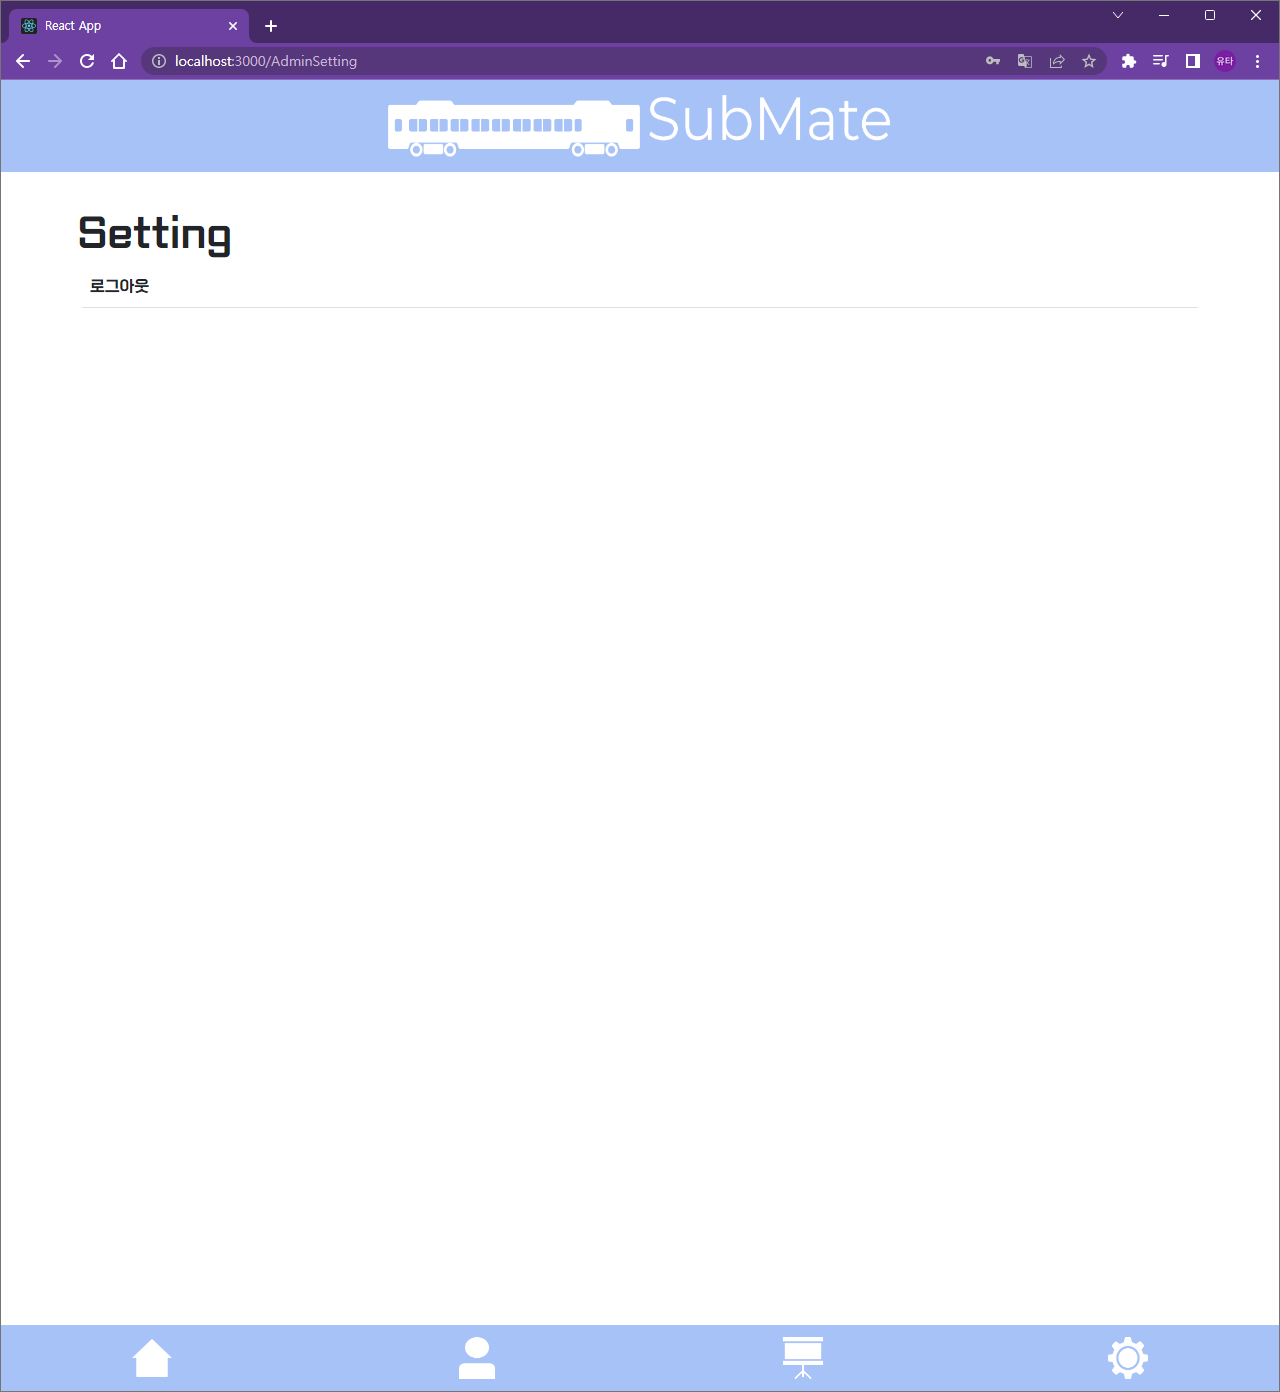 React App
localhost:3000/AdminSetting
유타
SubMate
Setting
로그아웃